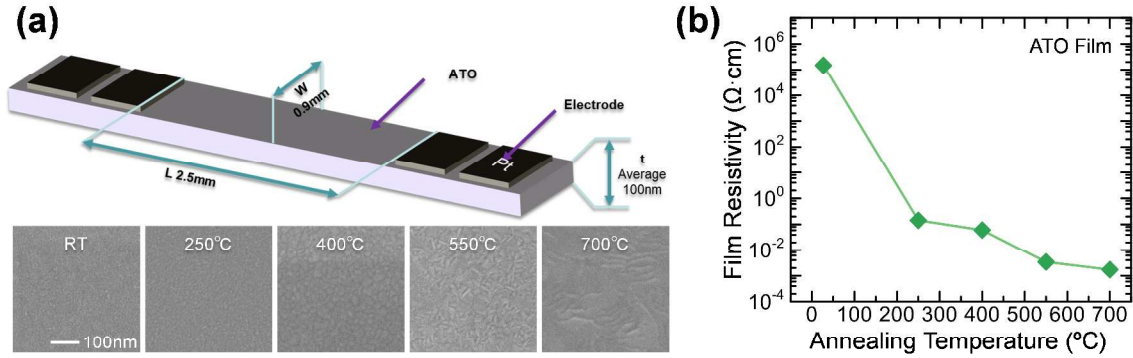 (a)
W
0.9mm
ATO
Electrode
Pt
L 2.5mm
t
Average
100nm
RT
250°C
400°C
550°C
700°C
100nm
(b)
ATO Film
Film Resistivity (Ω·cm)
10⁶
10⁴
10²
10⁰
10⁻²
10⁻⁴
0 100 200 300 400 500 600 700
Annealing Temperature (ºC)